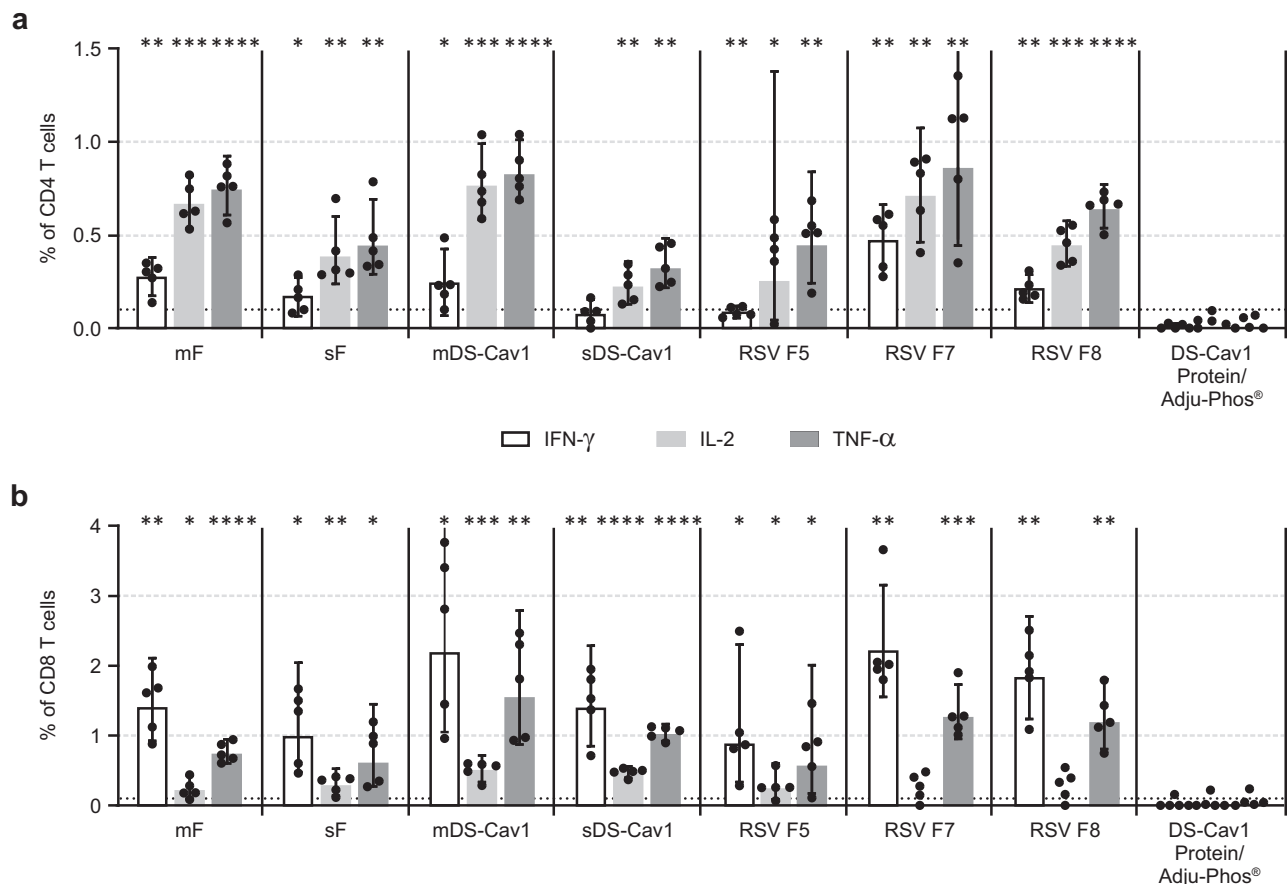 a
** *** **** * ** ** * *** **** ** ** ** * ** ** ** ** ** *** ****
1.5
1.0
0.5
0.0
% of CD4 T cells
mF sF mDS-Cav1 sDS-Cav1 RSV F5 RSV F7 RSV F8 DS-Cav1
Protein/
Adju-Phos®
IFN-γ IL-2 TNF-α
b
** * **** * ** * * *** ** ** **** **** * * * ** *** ** **
4
3
2
1
0
% of CD8 T cells
mF sF mDS-Cav1 sDS-Cav1 RSV F5 RSV F7 RSV F8 DS-Cav1
Protein/
Adju-Phos®